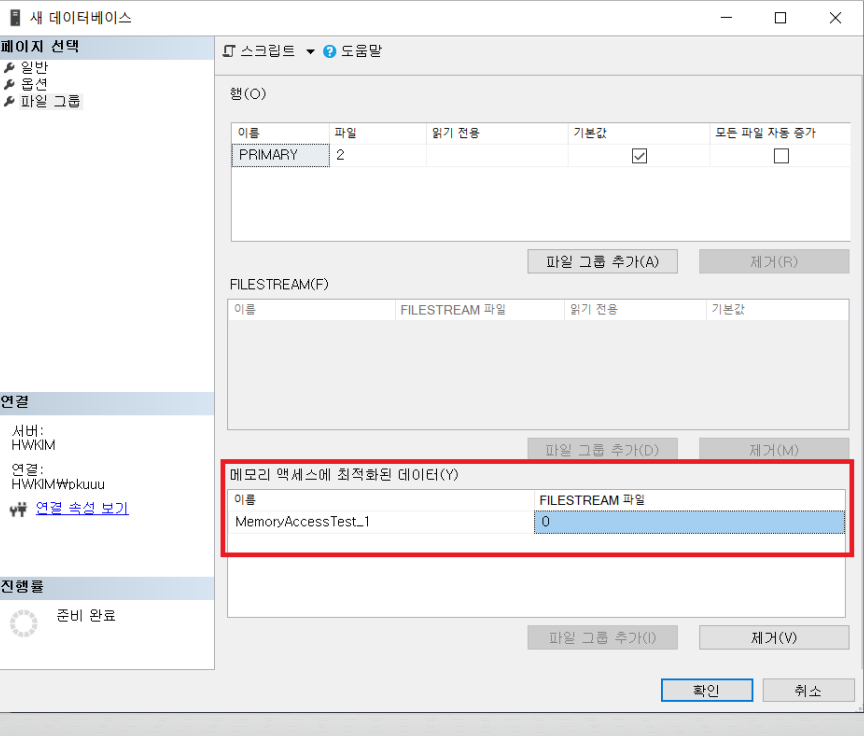 새 데이터베이스
페이지 선택
일반
옵션
파일 그룹
스크립트 도움말
행(O)
이름 파일 읽기 전용 기본값 모든 파일 자동 증가
PRIMARY 2
파일 그룹 추가(A) 제거(R)
FILESTREAM(F)
이름 FILESTREAM 파일 읽기 전용 기본값
파일 그룹 추가(D) 제거(M)
연결
서버:
HWKIM
연결:
HWKIM₩pkuuu
연결 속성 보기
메모리 액세스에 최적화된 데이터(Y)
이름 FILESTREAM 파일
MemoryAccessTest_1 0
진행률
준비 완료
파일 그룹 추가(I) 제거(V)
확인 취소